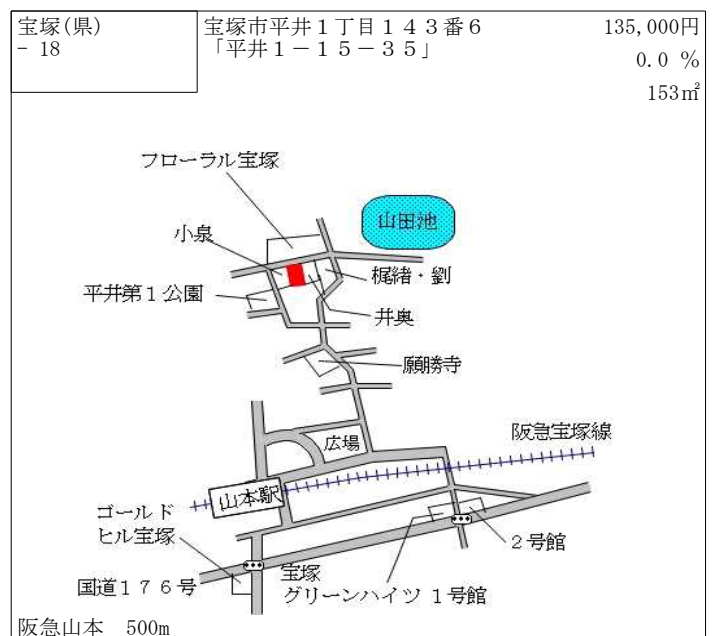 宝塚(県)
- 18
宝塚市平井１丁目１４３番６
「平井１－１５－３５」
135,000円
0.0 %
153㎡
フローラル宝塚
山田池
小泉
梶緒・劉
平井第１公園
井奥
願勝寺
広場
阪急宝塚線
山本駅
ゴールド
ヒル宝塚
２号館
宝塚
グリーンハイツ １号館
国道１７６号
阪急山本　500m